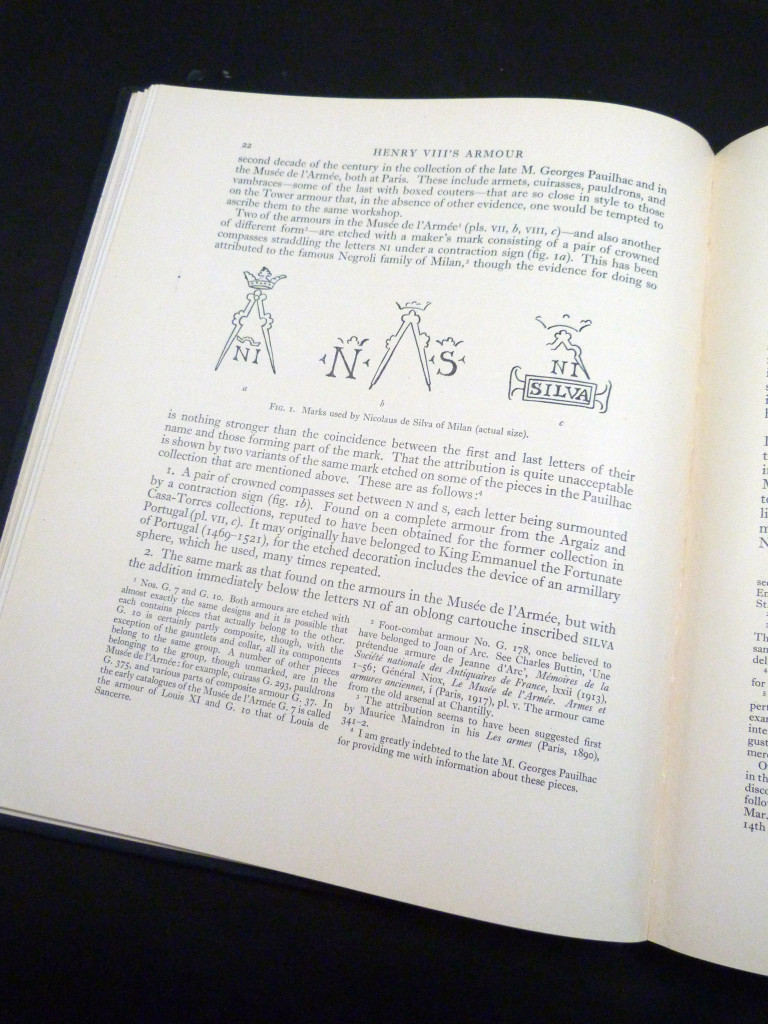 22
HENRY VIII'S ARMOUR
second decade of the century in the collection of the late M. Georges Pauilhac and in
the Musée de l'Armée, both at Paris. These include armets, cuirasses, pauldrons, and
vambraces—some of the last with boxed couters—that are so close in style to those
on the Tower armour that, in the absence of other evidence, one would be tempted to
ascribe them to the same workshop.
Two of the armours in the Musée de l'Armée¹ (pls. VII, b, VIII, c)—and also another
of different form²—are etched with a maker's mark consisting of a pair of crowned
compasses straddling the letters NI under a contraction sign (fig. 1a). This has been
attributed to the famous Negroli family of Milan,³ though the evidence for doing so
NI
N S
NI
SILVA
a
b
c
FIG. 1. Marks used by Nicolaus de Silva of Milan (actual size).
is nothing stronger than the coincidence between the first and last letters of their
name and those forming part of the mark. That the attribution is quite unacceptable
is shown by two variants of the same mark etched on some of the pieces in the Pauilhac
collection that are mentioned above. These are as follows:⁴
1. A pair of crowned compasses set between N and S, each letter being surmounted
by a contraction sign (fig. 1b). Found on a complete armour from the Argaiz and
Casa-Torres collections, reputed to have been obtained for the former collection in
Portugal (pl. VII, c). It may originally have belonged to King Emmanuel the Fortunate
of Portugal (1469–1521), for the etched decoration includes the device of an armillary
sphere, which he used, many times repeated.
2. The same mark as that found on the armours in the Musée de l'Armée, but with
the addition immediately below the letters NI of an oblong cartouche inscribed SILVA
¹ Nos. G. 7 and G. 10. Both armours are etched with
almost exactly the same designs and it is possible that
each contains pieces that actually belong to the other.
G. 10 is certainly partly composite, though, with the
exception of the gauntlets and collar, all its components
belong to the same group. A number of other pieces
belonging to the group, though unmarked, are in the
Musée de l'Armée: for example, cuirass G. 293, pauldrons
G. 375, and various parts of composite armour G. 37. In
the early catalogues of the Musée de l'Armée G. 7 is called
the armour of Louis XI and G. 10 that of Louis de
Sancerre.
² Foot-combat armour No. G. 178, once believed to
have belonged to Joan of Arc. See Charles Buttin, 'Une
prétendue armure de Jeanne d'Arc', Mémoires de la
Société nationale des Antiquaires de France, lxxii (1913),
1–36; Général Niox, Le Musée de l'Armée. Armes et
armures anciennes, i (Paris, 1917), pl. v. The armour came
from the old arsenal at Chantilly.
³ The attribution seems to have been suggested first
by Maurice Maindron in his Les armes (Paris, 1890),
341–2.
⁴ I am greatly indebted to the late M. Georges Pauilhac
for providing me with information about these pieces.